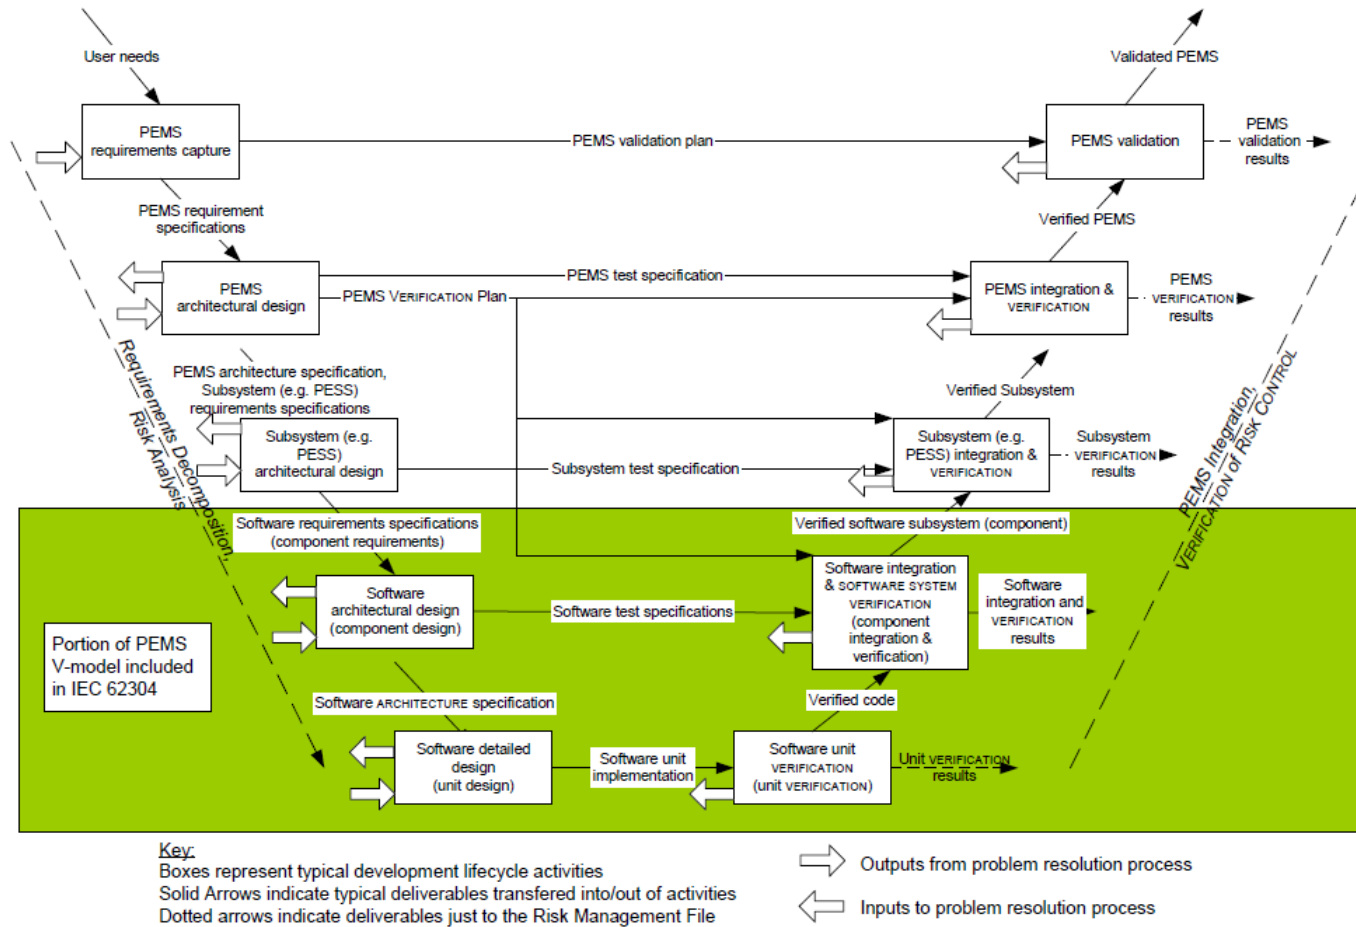 User needs
Validated PEMS
PEMS
requirements capture
PEMS validation plan
PEMS validation
PEMS
validation
results
PEMS requirement
specifications
Verified PEMS
PEMS
architectural design
PEMS test specification
PEMS VERIFICATION Plan
PEMS integration &
VERIFICATION
PEMS
VERIFICATION
results
PEMS architecture specification,
Subsystem (e.g. PESS)
requirements specifications
Verified Subsystem
Requirements Decomposition,
Risk Analysis
PEMS Integration,
VERIFICATION of RISK CONTROL
Subsystem (e.g.
PESS)
architectural design
Subsystem test specification
Subsystem (e.g.
PESS) integration &
VERIFICATION
Subsystem
VERIFICATION
results
Software requirements specifications
(component requirements)
Verified software subsystem (component)
Software
architectural design
(component design)
Software test specifications
Software integration
& SOFTWARE SYSTEM
VERIFICATION
(component
integration &
verification)
Software
integration and
VERIFICATION
results
Portion of PEMS
V-model included
in IEC 62304
Software ARCHITECTURE specification
Verified code
Software detailed
design
(unit design)
Software unit
implementation
Software unit
VERIFICATION
(unit VERIFICATION)
Unit VERIFICATION
results
Key:
Boxes represent typical development lifecycle activities
Solid Arrows indicate typical deliverables transfered into/out of activities
Dotted arrows indicate deliverables just to the Risk Management File
Outputs from problem resolution process
Inputs to problem resolution process